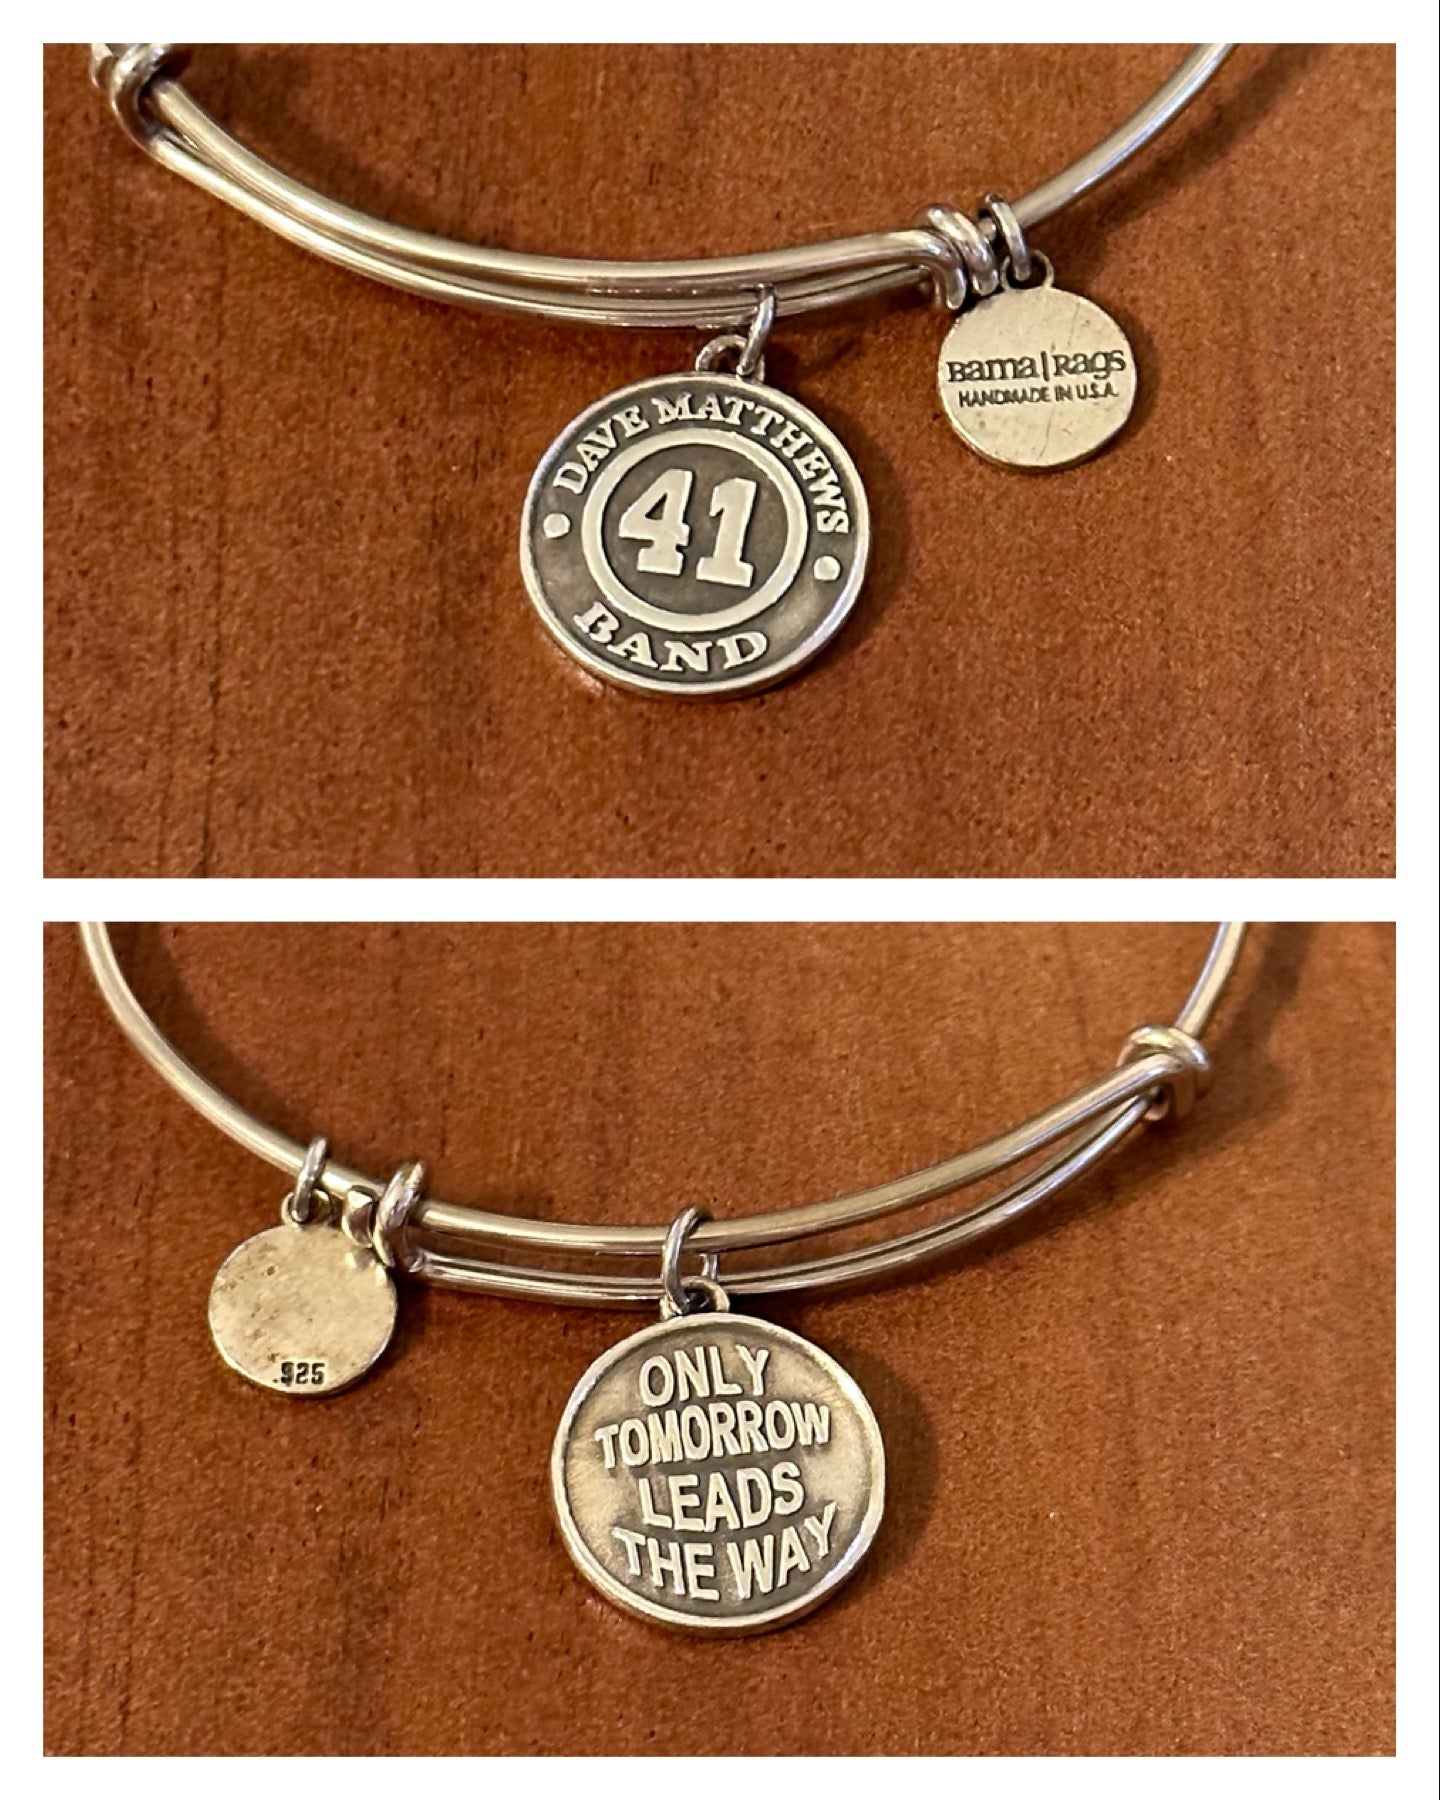 DAVE MATTHEWS
41
BAND
Bama|Rags
HANDMADE IN U.S.A.
.925
ONLY
TOMORROW
LEADS
THE WAY